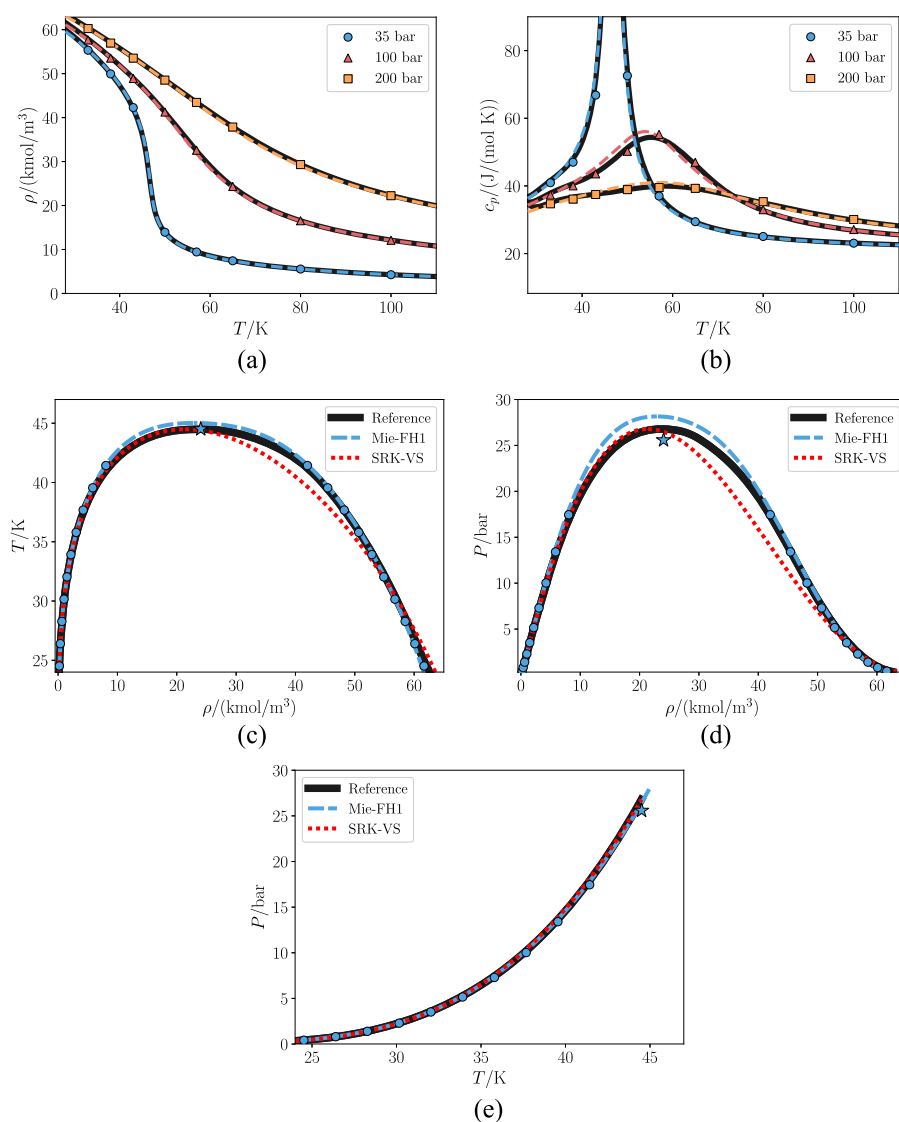 60
50
40
30
20
10
0
ρ/(kmol/m³)
35 bar
100 bar
200 bar
40
60
80
100
T/K
(a)
80
60
40
20
c_p/(J/(mol K))
35 bar
100 bar
200 bar
40
60
80
100
T/K
(b)
45
40
35
30
25
T/K
Reference
Mie-FH1
SRK-VS
0
10
20
30
40
50
60
ρ/(kmol/m³)
(c)
30
25
20
15
10
5
P/bar
Reference
Mie-FH1
SRK-VS
0
10
20
30
40
50
60
ρ/(kmol/m³)
(d)
30
25
20
15
10
5
0
P/bar
Reference
Mie-FH1
SRK-VS
25
30
35
40
45
T/K
(e)